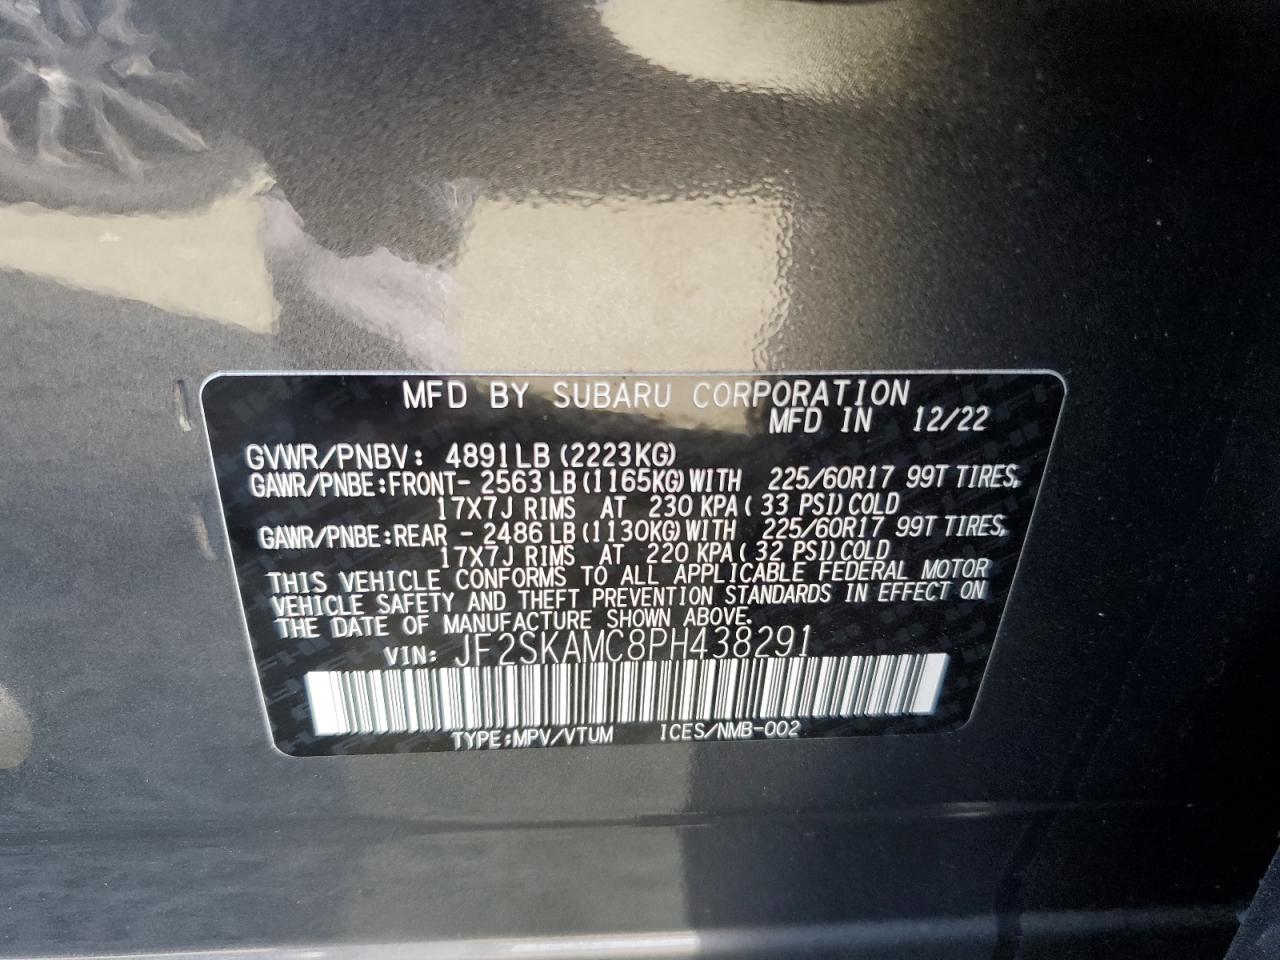 MFD BY SUBARU CORPORATION
MFD IN 12/22
GVWR/PNBV: 4891LB (2223KG)
GAWR/PNBE:FRONT- 2563LB(1165KG)WITH 225/60R17 99T TIRES,
17X7J RIMS AT 230 KPA( 33 PSI)COLD
GAWR/PNBE:REAR - 2486LB(1130KG)WITH 225/60R17 99T TIRES,
17X7J RIMS AT 220 KPA( 32 PSI)COLD
THIS VEHICLE CONFORMS TO ALL APPLICABLE FEDERAL MOTOR
VEHICLE SAFETY AND THEFT PREVENTION STANDARDS IN EFFECT ON
THE DATE OF MANUFACTURE SHOWN ABOVE.
VIN: JF2SKAMC8PH438291
TYPE:MPV/VTUM ICES/NMB-002